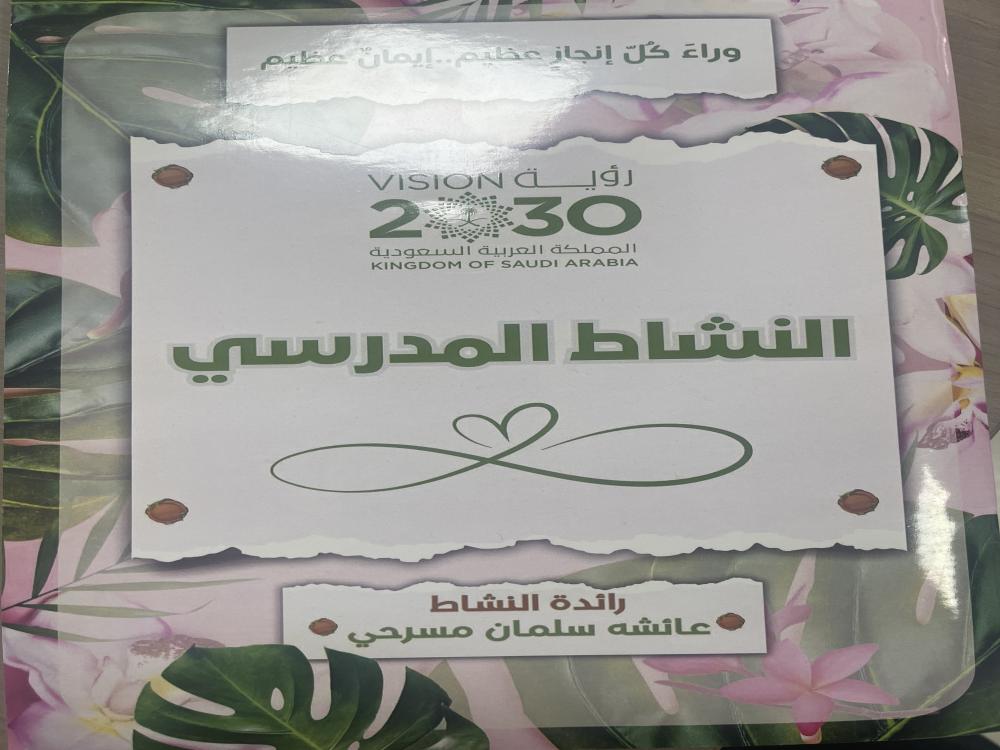 وراءَ كُلّ إنجاز عظيم..إيمانٌ عظيم
VISION رؤيـــة
2030
المملكة العربية السعودية
KINGDOM OF SAUDI ARABIA
النشاط المدرسي
رائدة النشاط
عائشه سلمان مسرحي